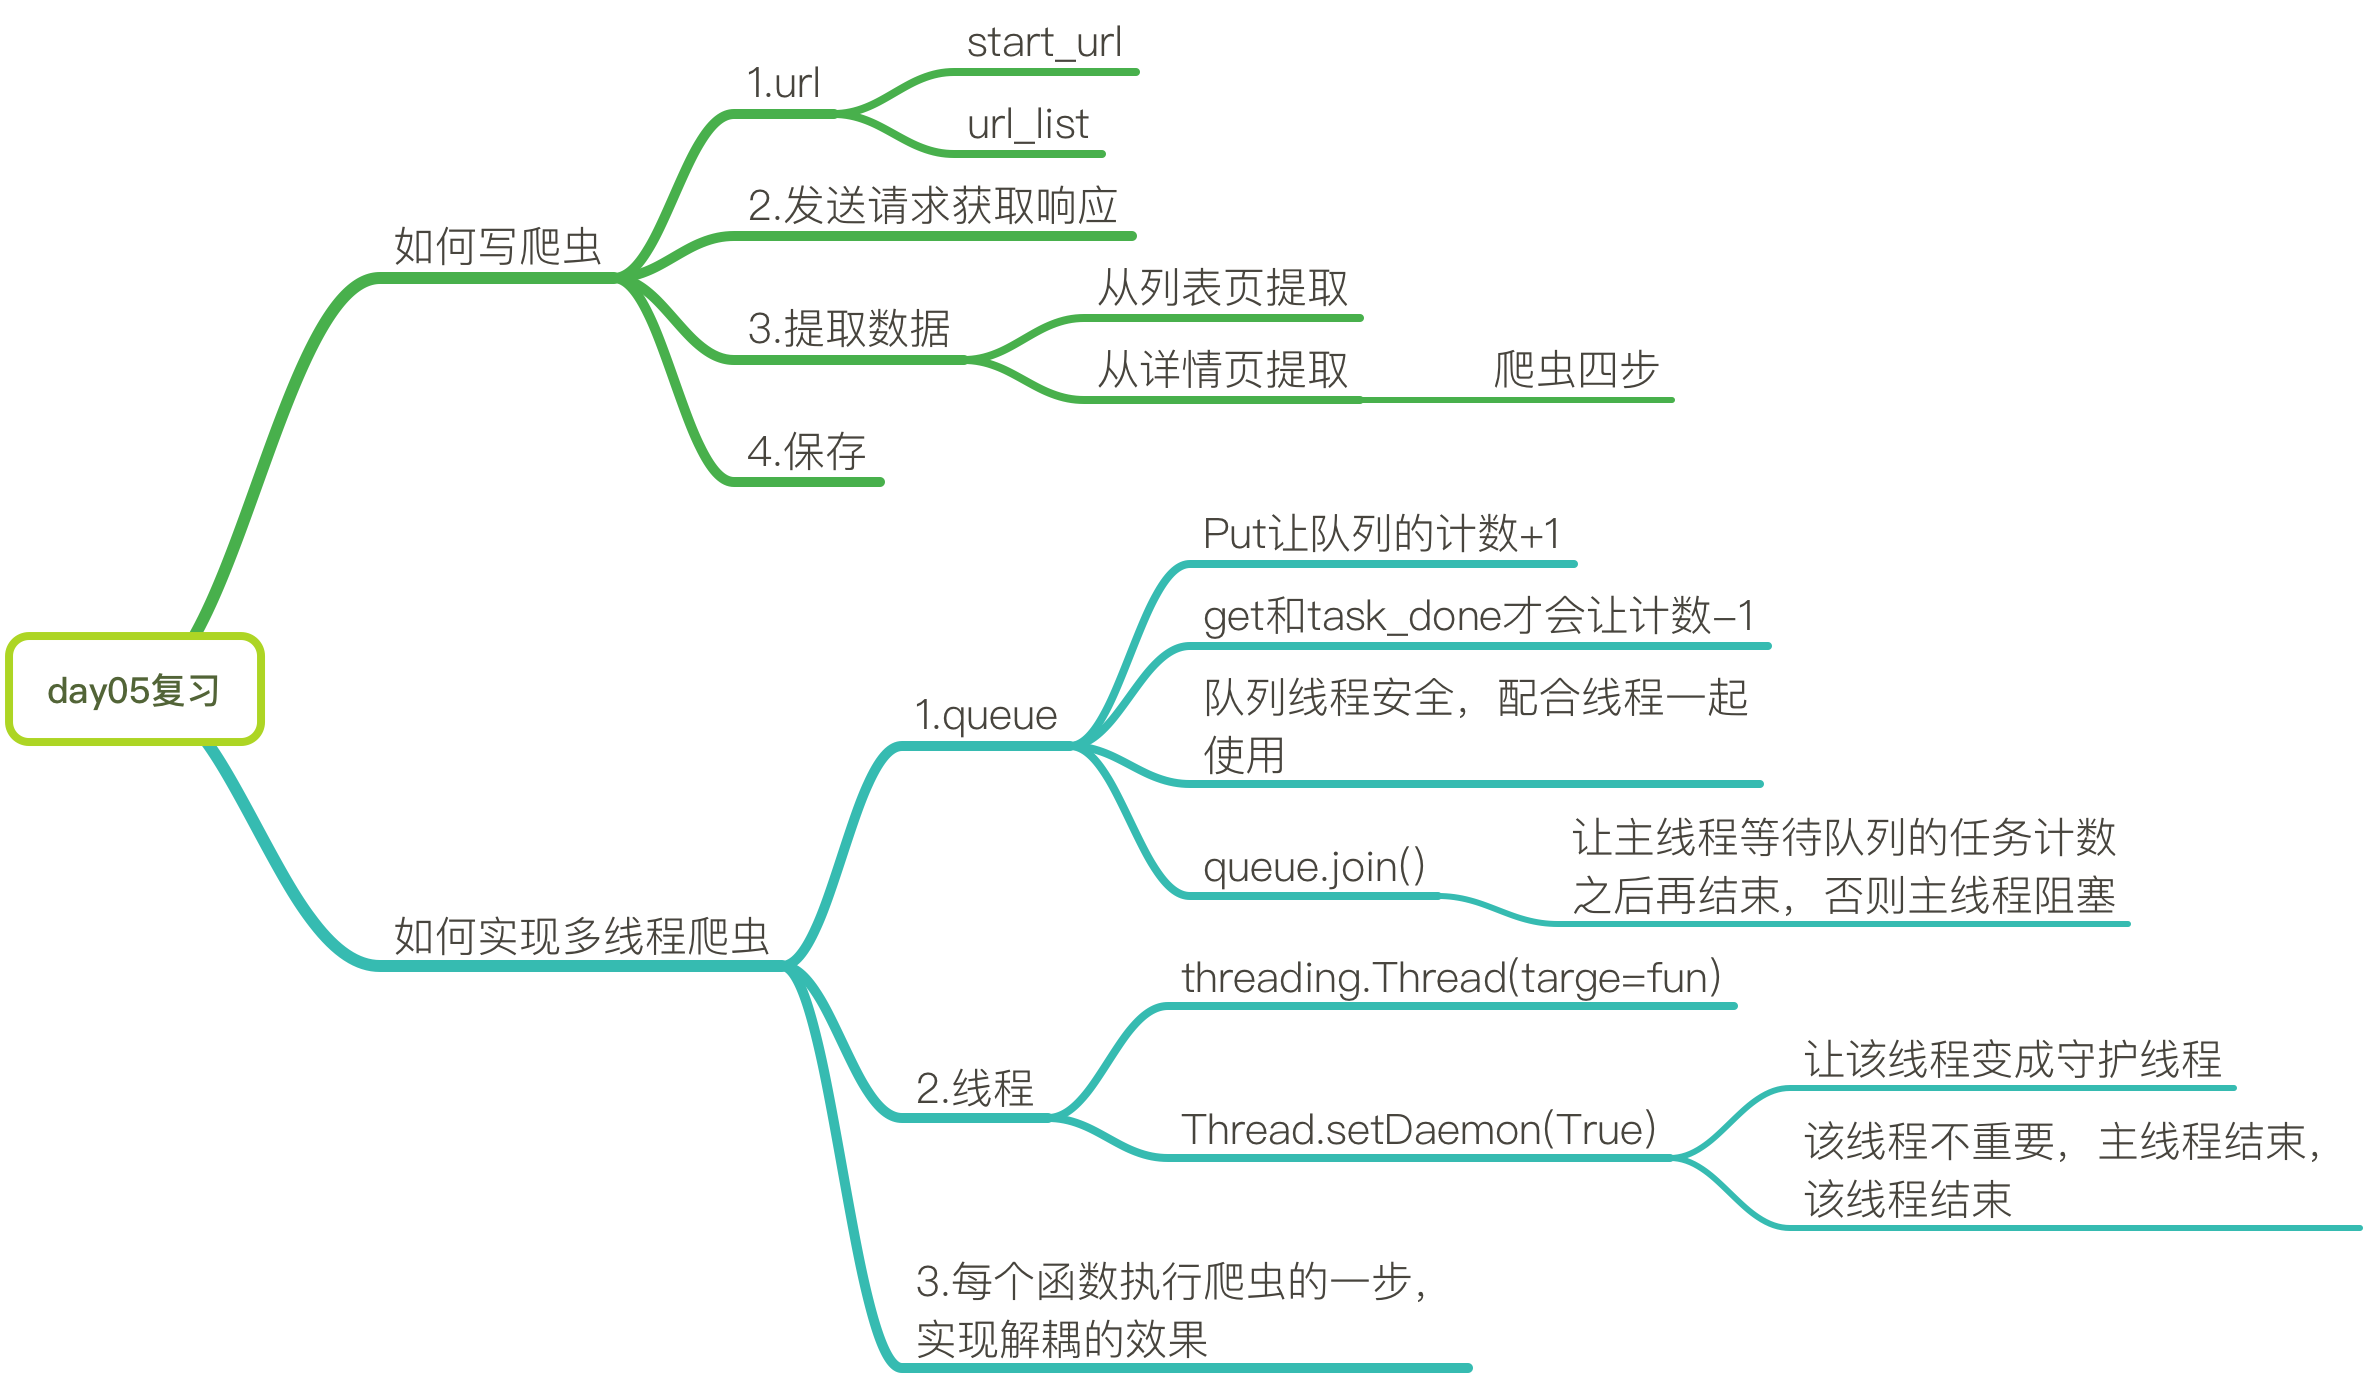 day05复习
如何写爬虫
1.url
start_url
url_list
2.发送请求获取响应
3.提取数据
从列表页提取
从详情页提取
爬虫四步
4.保存
如何实现多线程爬虫
1.queue
Put让队列的计数+1
get和task_done才会让计数-1
队列线程安全，配合线程一起
使用
queue.join()
让主线程等待队列的任务计数
之后再结束，否则主线程阻塞
2.线程
threading.Thread(targe=fun)
Thread.setDaemon(True)
让该线程变成守护线程
该线程不重要，主线程结束，
该线程结束
3.每个函数执行爬虫的一步，
实现解耦的效果